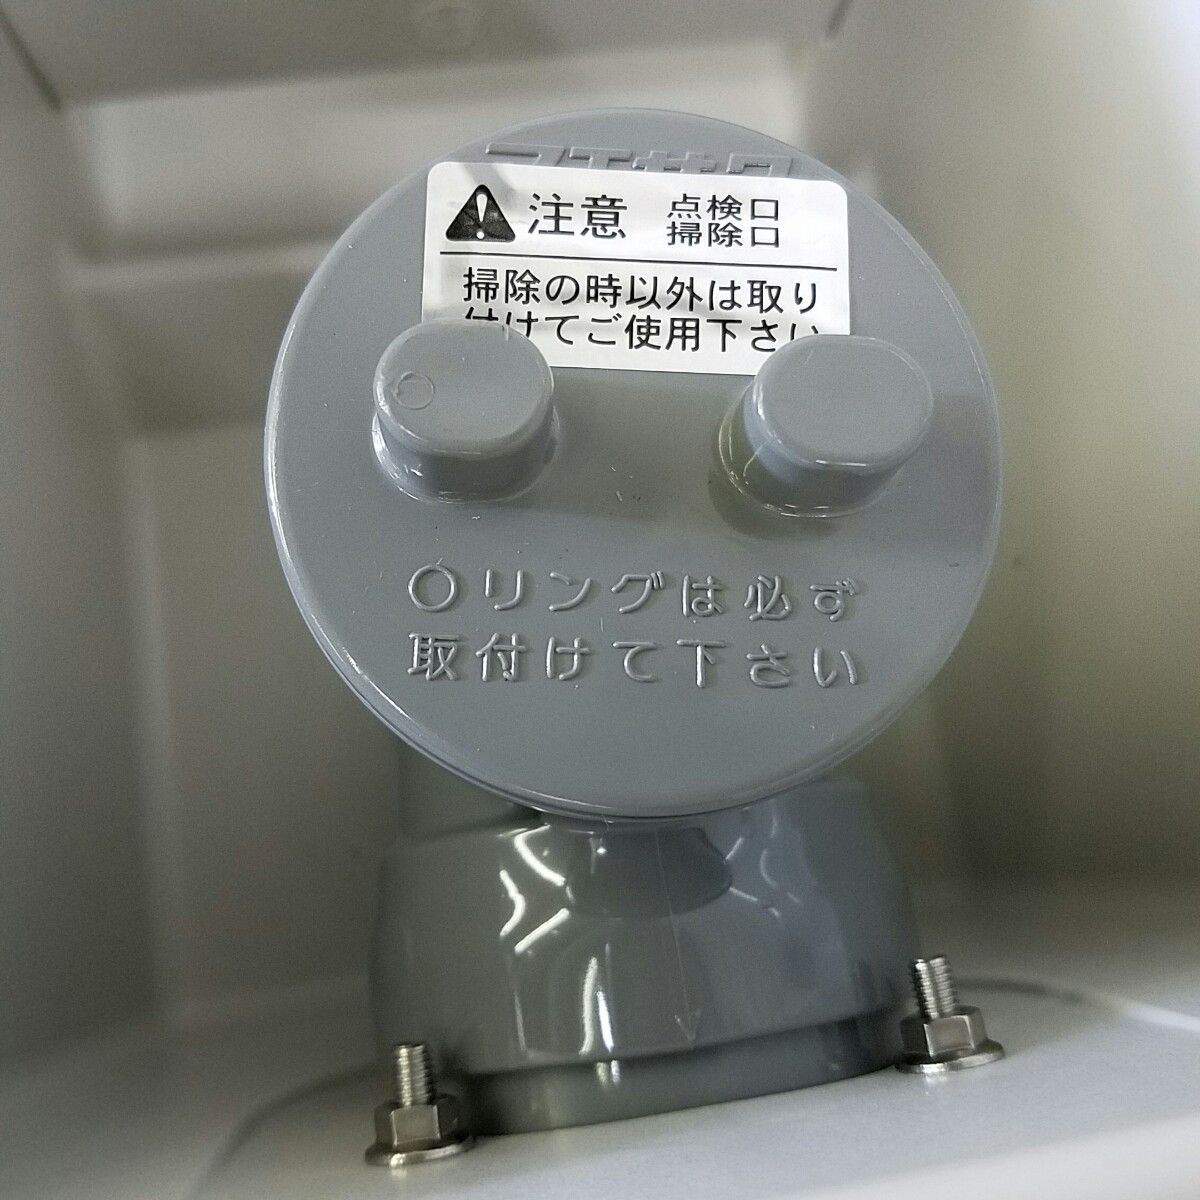 注意 点検口
掃除口
掃除の時以外は取り
付けてご使用下さい
〇リングは必ず
取付けて下さい